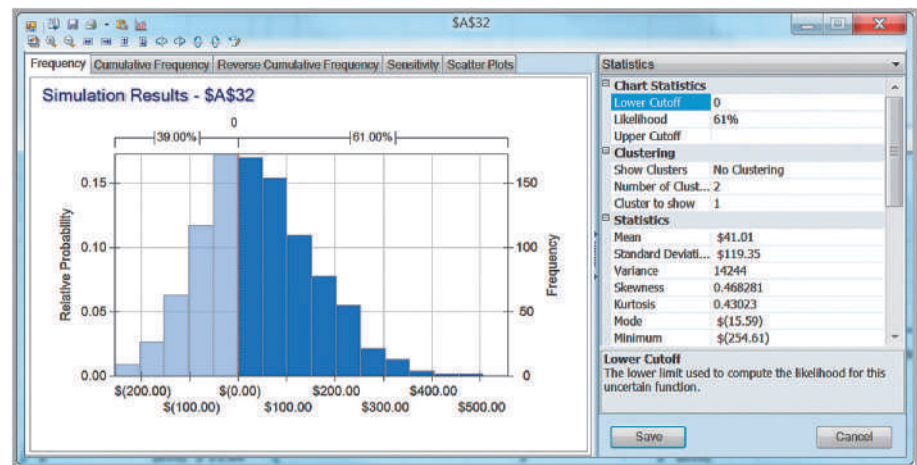 $A$32
Frequency Cumulative Frequency Reverse Cumulative Frequency Sensitivity Scatter Plots
Simulation Results - $A$32
0
39.00% 61.00%
Relative Probability
0.15
0.10
0.05
0.00
150
100
50
0
Frequency
$(200.00) $(0.00) $200.00 $400.00
$(100.00) $100.00 $300.00 $500.00
Statistics
Chart Statistics
Lower Cutoff 0
Likelihood 61%
Upper Cutoff
Clustering
Show Clusters No Clustering
Number of Clust... 2
Cluster to show 1
Statistics
Mean $41.01
Standard Deviati... $119.35
Variance 14244
Skewness 0.468281
Kurtosis 0.43023
Mode $(15.59)
Minimum $(254.61)
Lower Cutoff
The lower limit used to compute the likelihood for this
uncertain function.
Save Cancel